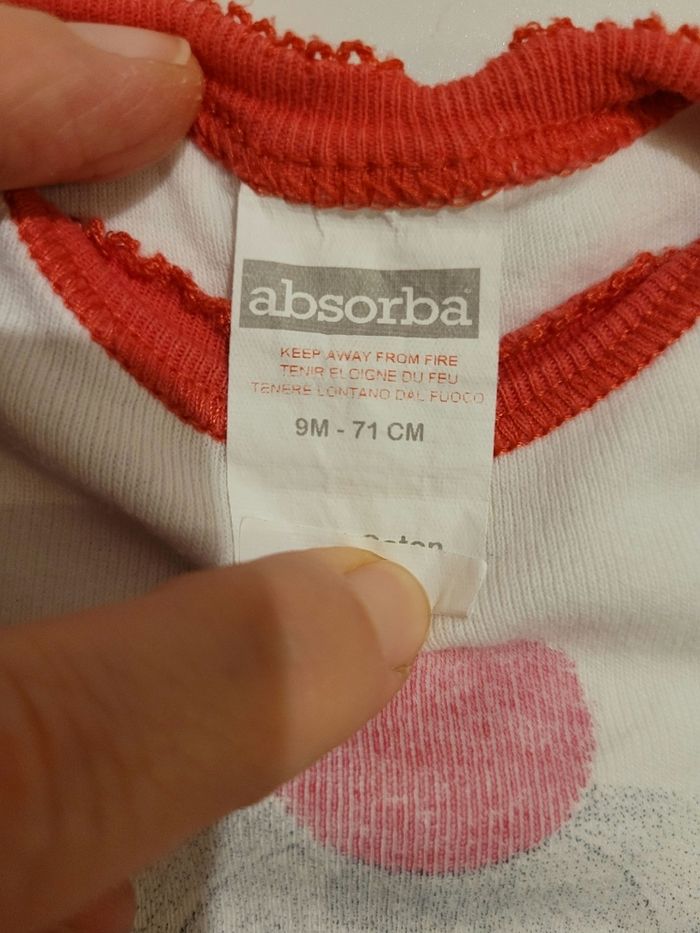 absorba
KEEP AWAY FROM FIRE
TENIR ELOIGNE DU FEU
TENERE LONTANO DAL FUOCO
9M - 71 CM